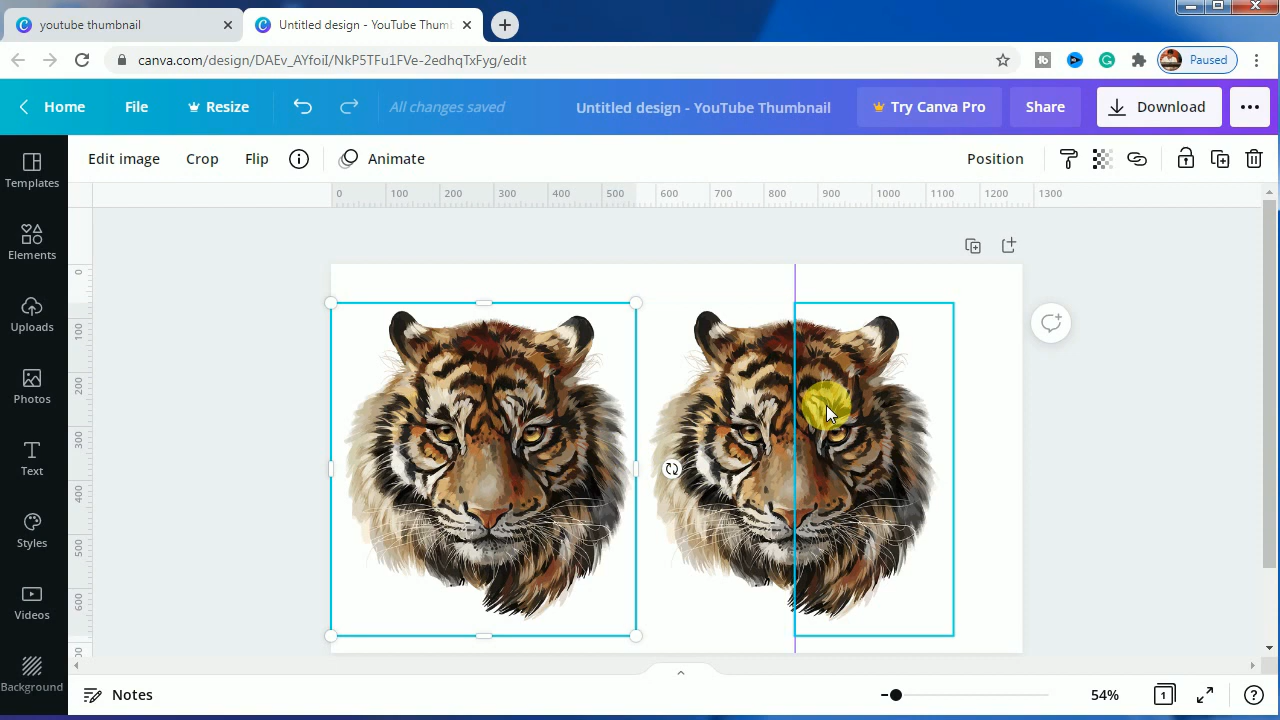 youtube thumbnail
Untitled design - YouTube Thumb
canva.com/design/DAEv_AYfoiI/NkP5TFu1FVe-2edhqTxFyg/edit
Paused
Home File Resize All changes saved Untitled design - YouTube Thumbnail Try Canva Pro Share Download
Edit image Crop Flip Animate Position
0 100 200 300 400 500 600 700 800 900 1000 1100 1200 1300
0
100
200
300
400
500
600
Templates
Elements
Uploads
Photos
Text
Styles
Videos
Background
Notes 54% 1